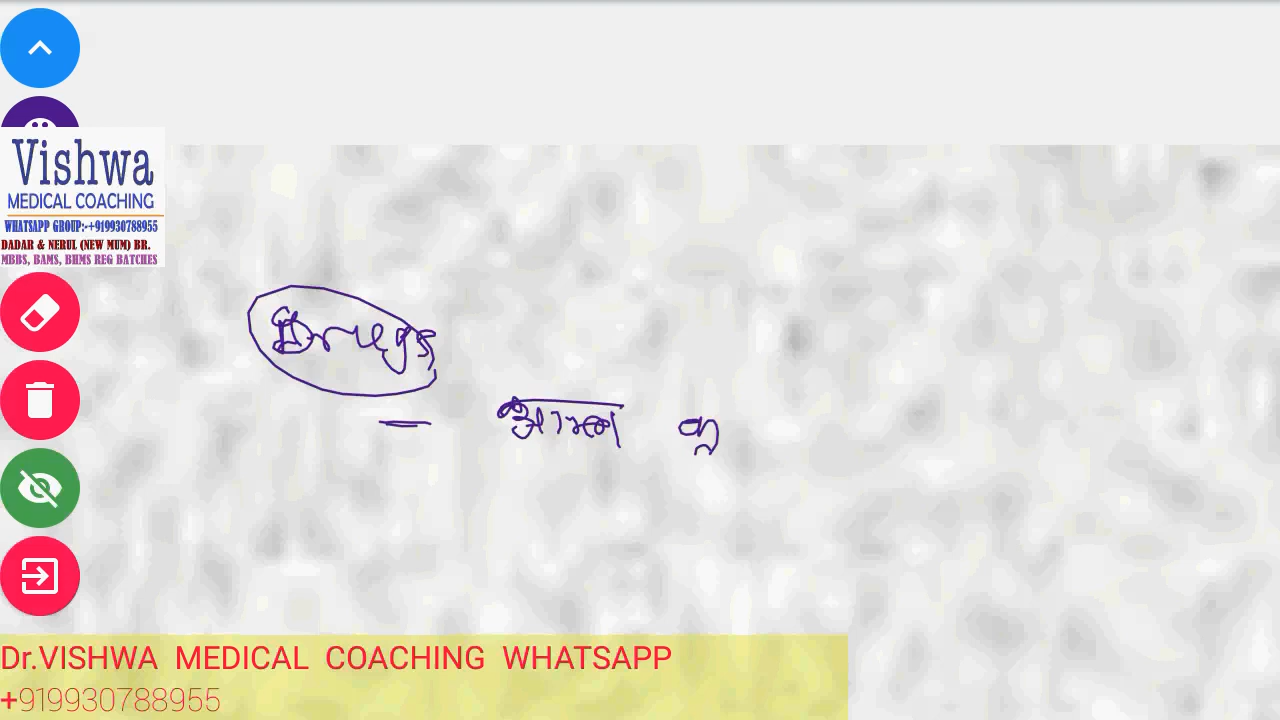 Vishwa
MEDICAL COACHING
WHATSAPP GROUP:-+919930788955
DADAR & NERUL (NEW MUM) BR.
MBBS, BAMS, BHMS REG BATCHES
Drugs
Dr.VISHWA MEDICAL COACHING WHATSAPP
+919930788955